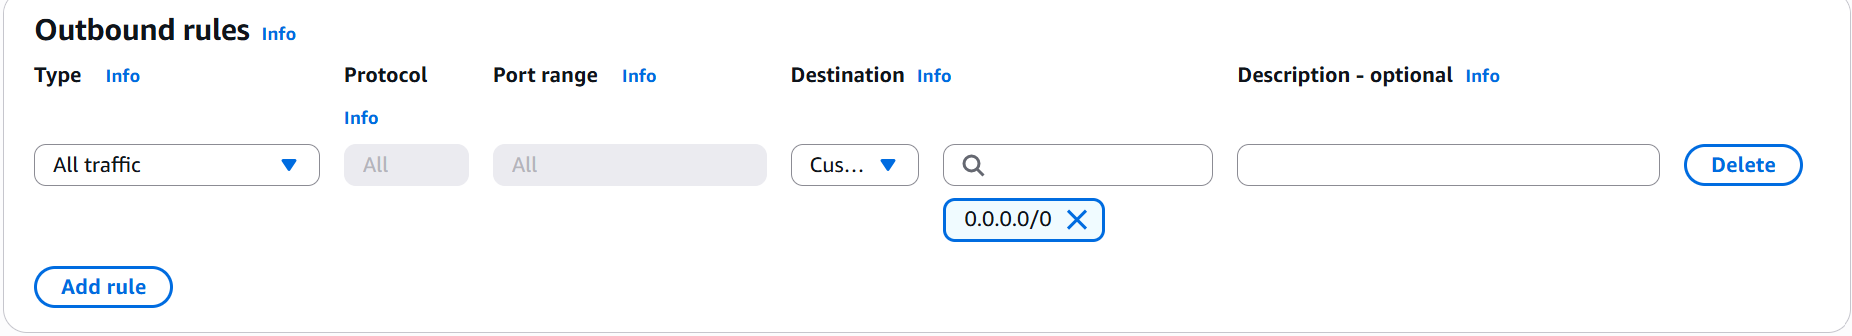 Outbound rules Info
Type Info Protocol Info Port range Info Destination Info Description - optional Info
All traffic All All Cus... Delete
0.0.0.0/0
Add rule